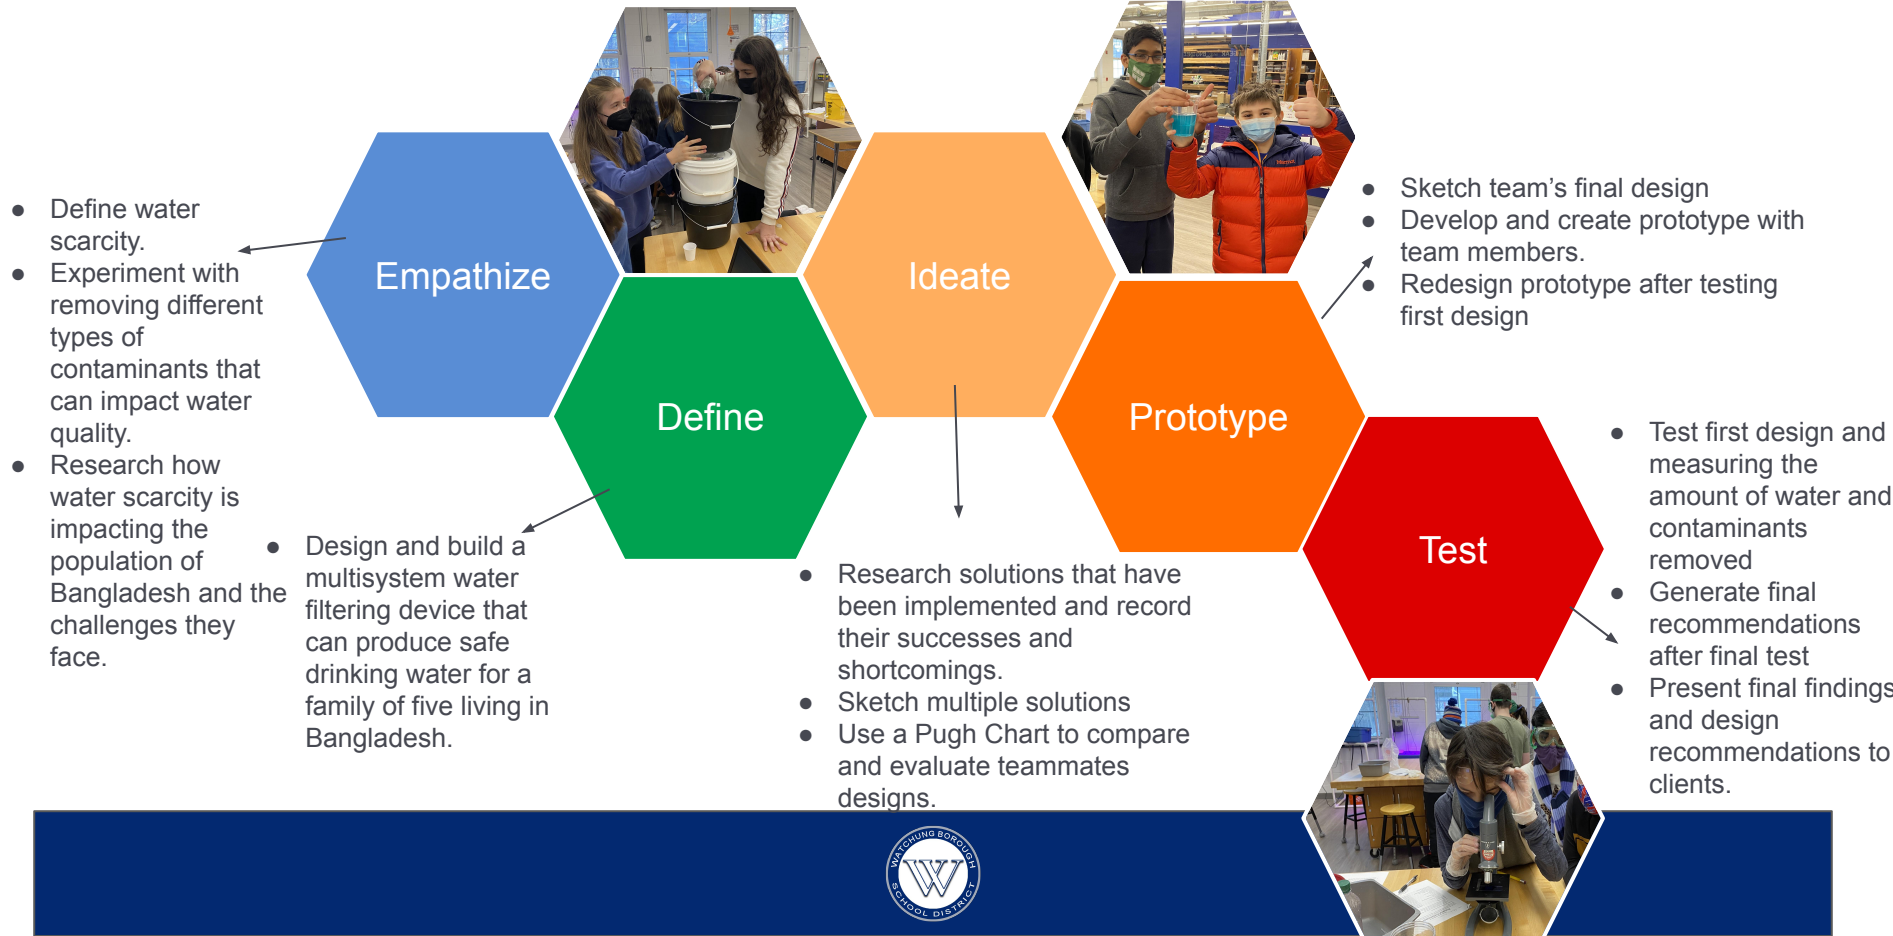 Empathize
● Define water
scarcity.
● Experiment with
removing different
types of
contaminants that
can impact water
quality.
● Research how
water scarcity is
impacting the
population of
Bangladesh and the
challenges they
face.
Define
● Design and build a
multisystem water
filtering device that
can produce safe
drinking water for a
family of five living in
Bangladesh.
Ideate
● Research solutions that have
been implemented and record
their successes and
shortcomings.
● Sketch multiple solutions
● Use a Pugh Chart to compare
and evaluate teammates
designs.
Prototype
● Sketch team’s final design
● Develop and create prototype with
team members.
● Redesign prototype after testing
first design
Test
● Test first design and
measuring the
amount of water and
contaminants
removed
● Generate final
recommendations
after final test
● Present final findings
and design
recommendations to
clients.
Marmot
WATCHUNG BOROUGH
W
SCHOOL DISTRICT